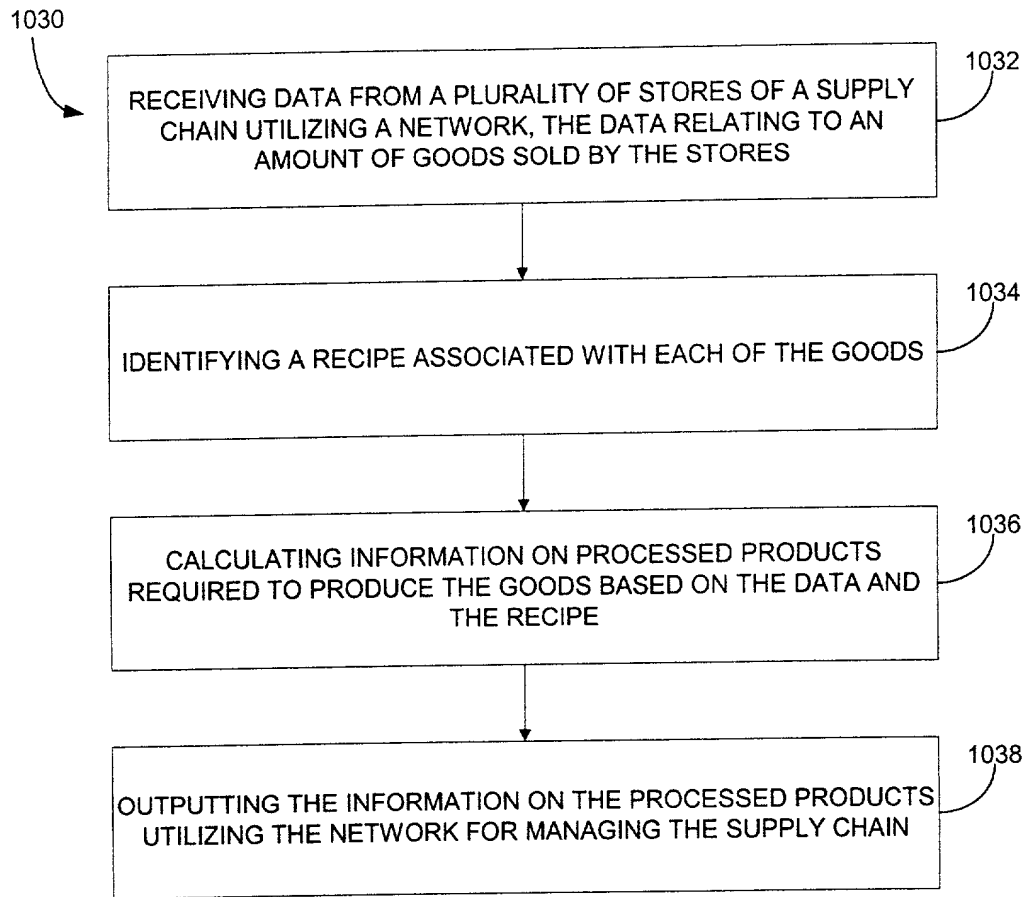 1030
1032
RECEIVING DATA FROM A PLURALITY OF STORES OF A SUPPLY
CHAIN UTILIZING A NETWORK, THE DATA RELATING TO AN
AMOUNT OF GOODS SOLD BY THE STORES
1034
IDENTIFYING A RECIPE ASSOCIATED WITH EACH OF THE GOODS
1036
CALCULATING INFORMATION ON PROCESSED PRODUCTS
REQUIRED TO PRODUCE THE GOODS BASED ON THE DATA AND
THE RECIPE
1038
OUTPUTTING THE INFORMATION ON THE PROCESSED PRODUCTS
UTILIZING THE NETWORK FOR MANAGING THE SUPPLY CHAIN